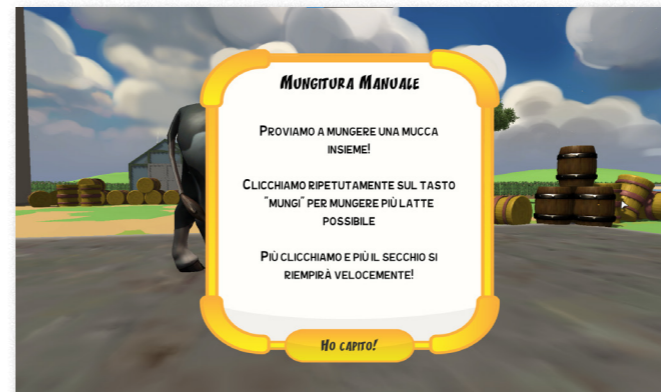 MUNGITURA MANUALE
PROVIAMO A MUNGERE UNA MUCCA
INSIEME!
CLICCHIAMO RIPETUTAMENTE SUL TASTO
"MUNGI" PER MUNGERE PIÙ LATTE
POSSIBILE
PIÙ CLICCHIAMO E PIÙ IL SECCHIO SI
RIEMPIRÀ VELOCEMENTE!
HO CAPITO!